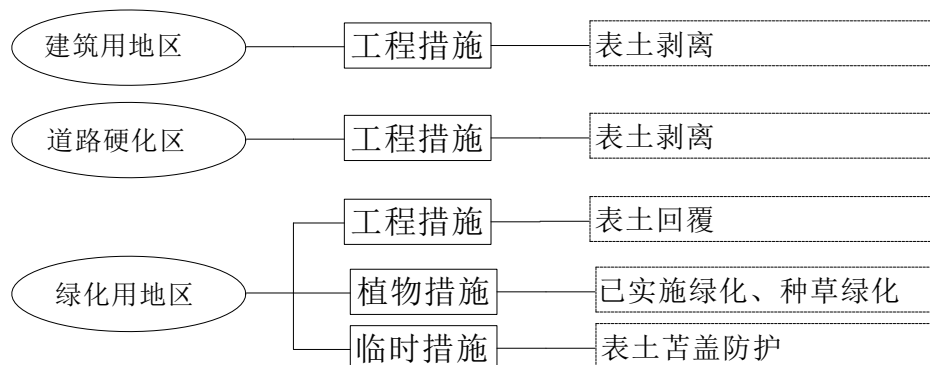 建筑用地区
工程措施
表土剥离
道路硬化区
工程措施
表土剥离
绿化用地区
工程措施
表土回覆
植物措施
已实施绿化、种草绿化
临时措施
表土苫盖防护